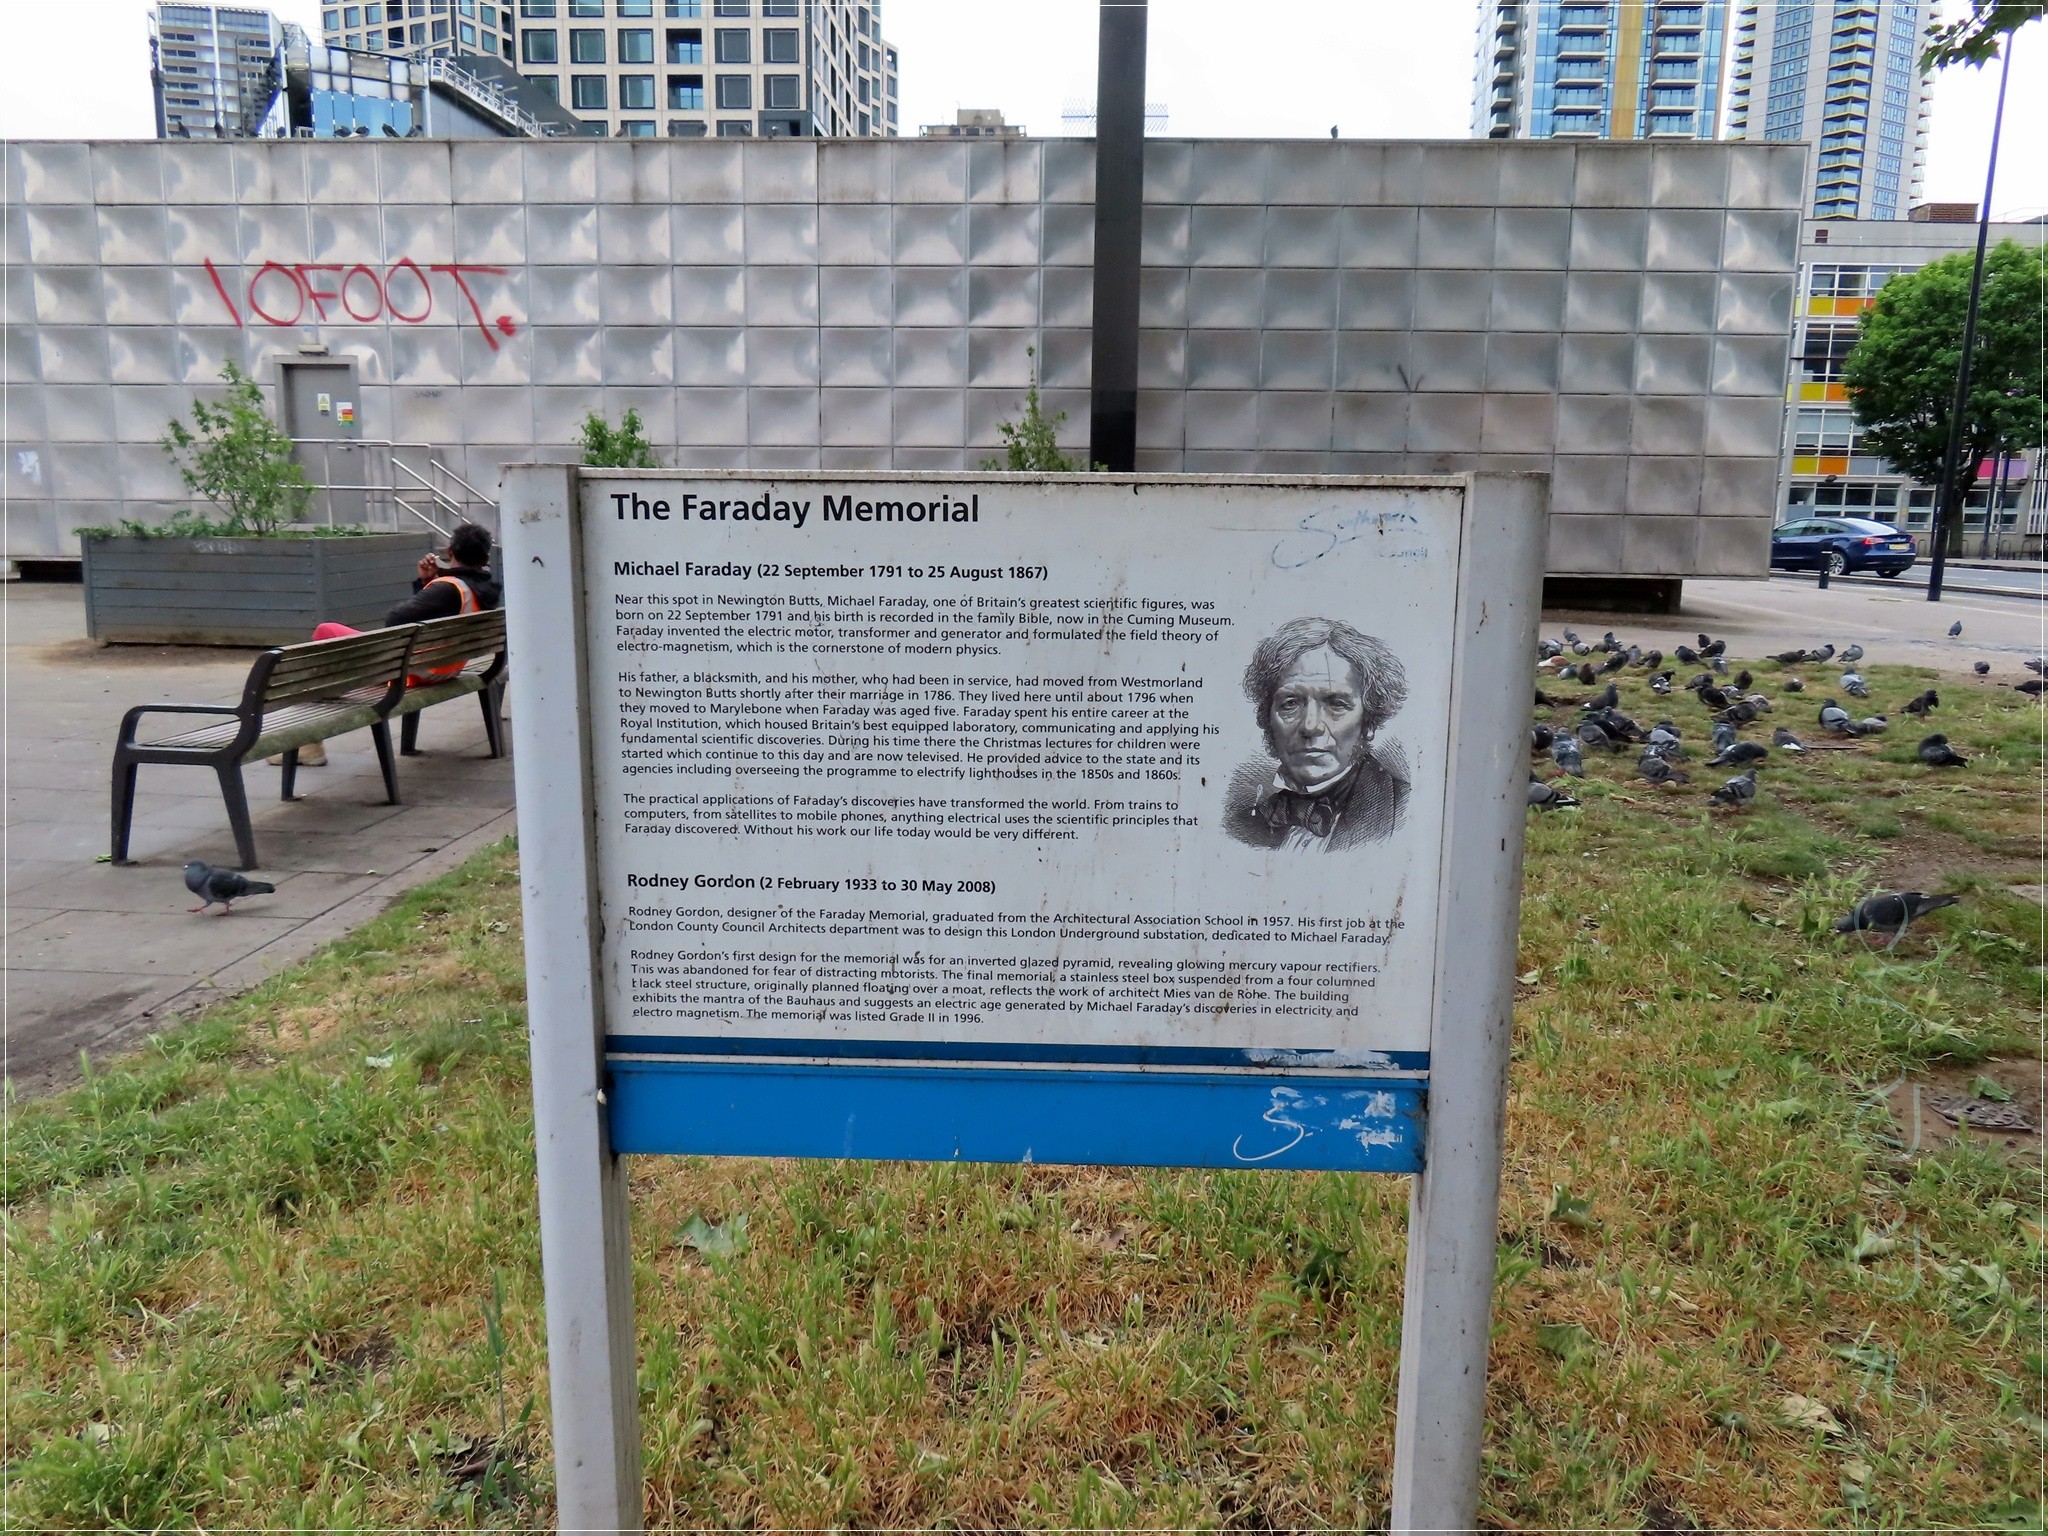 10FOOT.
The Faraday Memorial
Southwark
Council
Michael Faraday (22 September 1791 to 25 August 1867)
Near this spot in Newington Butts, Michael Faraday, one of Britain's greatest scientific figures, was
born on 22 September 1791 and his birth is recorded in the family Bible, now in the Cuming Museum.
Faraday invented the electric motor, transformer and generator and formulated the field theory of
electro-magnetism, which is the cornerstone of modern physics.
His father, a blacksmith, and his mother, who had been in service, had moved from Westmorland
to Newington Butts shortly after their marriage in 1786. They lived here until about 1796 when
they moved to Marylebone when Faraday was aged five. Faraday spent his entire career at the
Royal Institution, which housed Britain's best equipped laboratory, communicating and applying his
fundamental scientific discoveries. During his time there the Christmas lectures for children were
started which continue to this day and are now televised. He provided advice to the state and its
agencies including overseeing the programme to electrify lighthouses in the 1850s and 1860s.
The practical applications of Faraday's discoveries have transformed the world. From trains to
computers, from satellites to mobile phones, anything electrical uses the scientific principles that
Faraday discovered. Without his work our life today would be very different.
Rodney Gordon (2 February 1933 to 30 May 2008)
Rodney Gordon, designer of the Faraday Memorial, graduated from the Architectural Association School in 1957. His first job at the
London County Council Architects department was to design this London Underground substation, dedicated to Michael Faraday.
Rodney Gordon's first design for the memorial was for an inverted glazed pyramid, revealing glowing mercury vapour rectifiers.
This was abandoned for fear of distracting motorists. The final memorial, a stainless steel box suspended from a four columned
black steel structure, originally planned floating over a moat, reflects the work of architect Mies van de Rohe. The building
exhibits the mantra of the Bauhaus and suggests an electric age generated by Michael Faraday's discoveries in electricity and
electro magnetism. The memorial was listed Grade II in 1996.